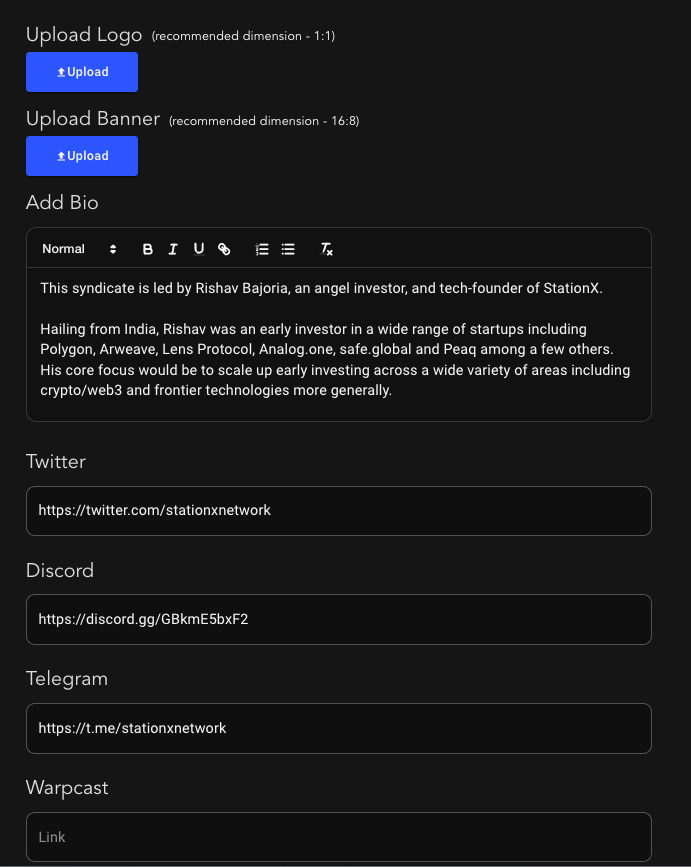 Upload Logo (recommended dimension - 1:1)
Upload
Upload Banner (recommended dimension - 16:8)
Upload
Add Bio
Normal B I U Tx
This syndicate is led by Rishav Bajoria, an angel investor, and tech-founder of StationX.
Hailing from India, Rishav was an early investor in a wide range of startups including
Polygon, Arweave, Lens Protocol, Analog.one, safe.global and Peaq among a few others.
His core focus would be to scale up early investing across a wide variety of areas including
crypto/web3 and frontier technologies more generally.
Twitter
https://twitter.com/stationxnetwork
Discord
https://discord.gg/GBkmE5bxF2
Telegram
https://t.me/stationxnetwork
Warpcast
Link